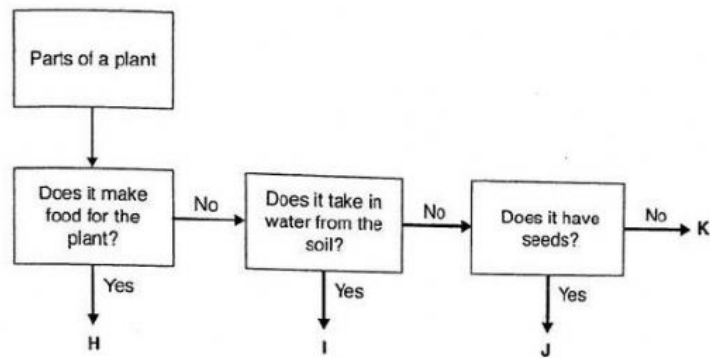 Parts of a plant
Does it make
food for the
plant?
No
Does it take in
water from the
soil?
No
Does it have
seeds?
No
K
Yes
Yes
Yes
H
I
J